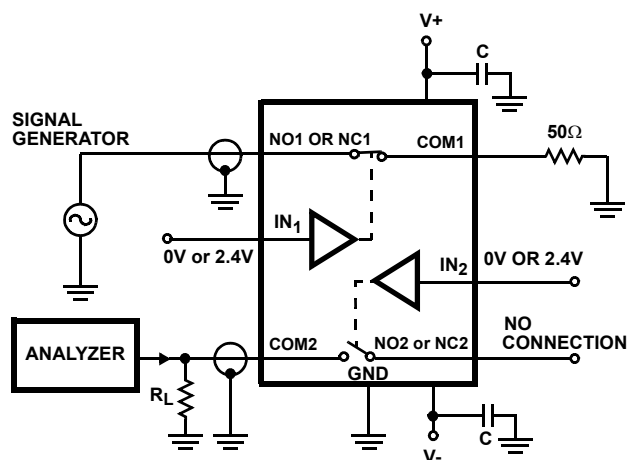 V+
C
SIGNAL
GENERATOR
NO1 OR NC1
COM1
50Ω
IN1
0V or 2.4V
IN2
0V OR 2.4V
ANALYZER
COM2
NO2 or NC2
NO
CONNECTION
GND
RL
C
V-